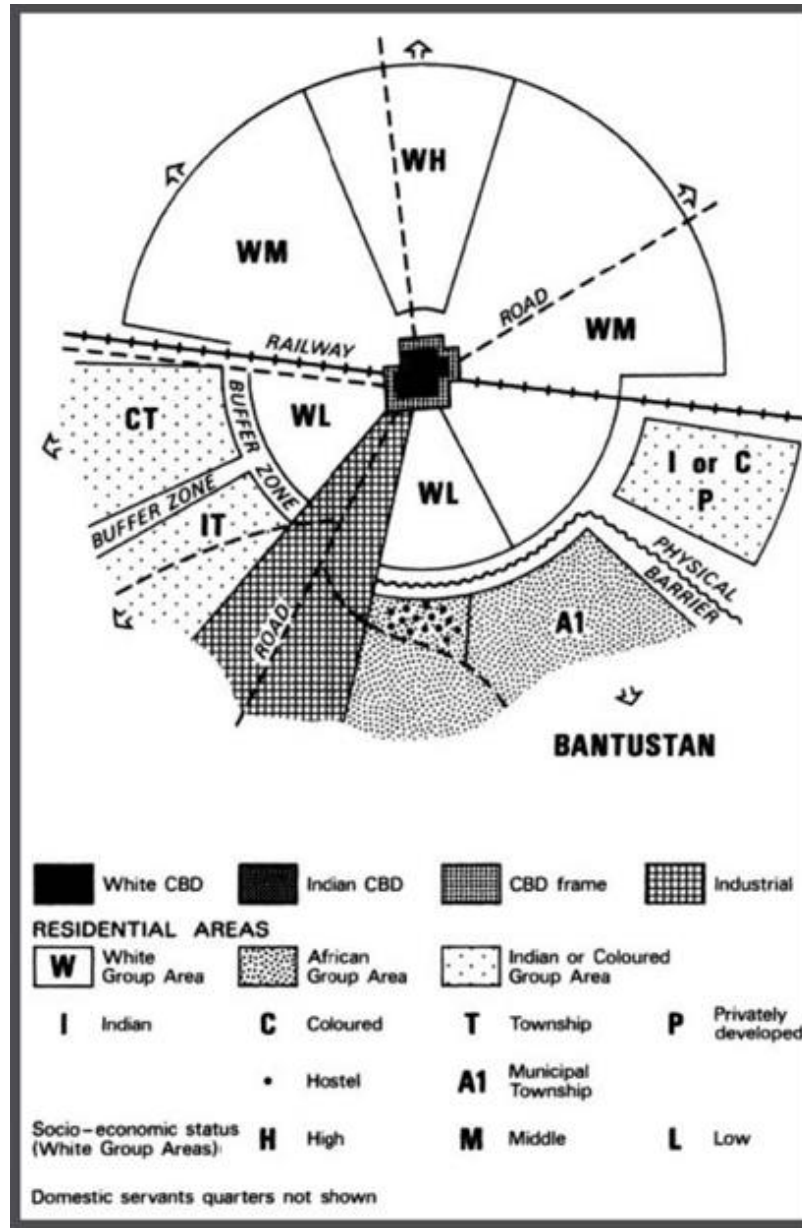 WH
WM
ROAD
WM
RAILWAY
CT
BUFFER ZONE
WL
I or C
P
BUFFER ZONE
IT
WL
PHYSICAL
BARRIER
ROAD
A1
BANTUSTAN
White CBD
Indian CBD
CBD frame
Industrial
RESIDENTIAL AREAS
W
White
Group Area
African
Group Area
Indian or Coloured
Group Area
I Indian
C Coloured
T Township
P Privately
developed
• Hostel
A1 Municipal
Township
Socio-economic status
(White Group Areas):
H High
M Middle
L Low
Domestic servants quarters not shown